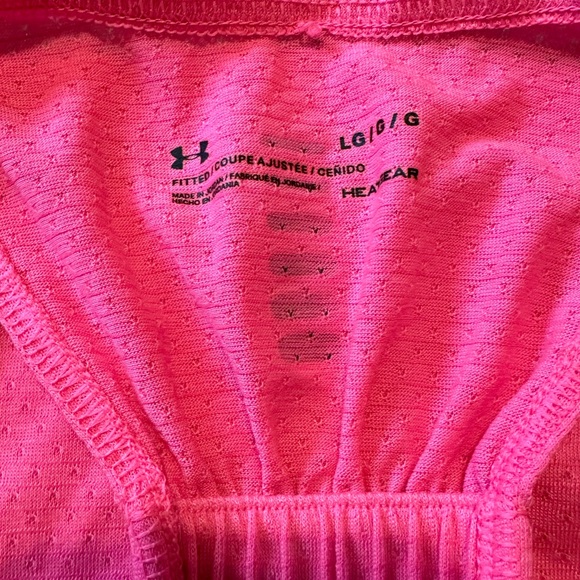 LG / G / G
FITTED / COUPE AJUSTÉE / CEÑIDO
MADE IN JORDAN / FABRIQUÉ EN JORDANIE /
HECHO EN JORDANIA
HEATGEAR